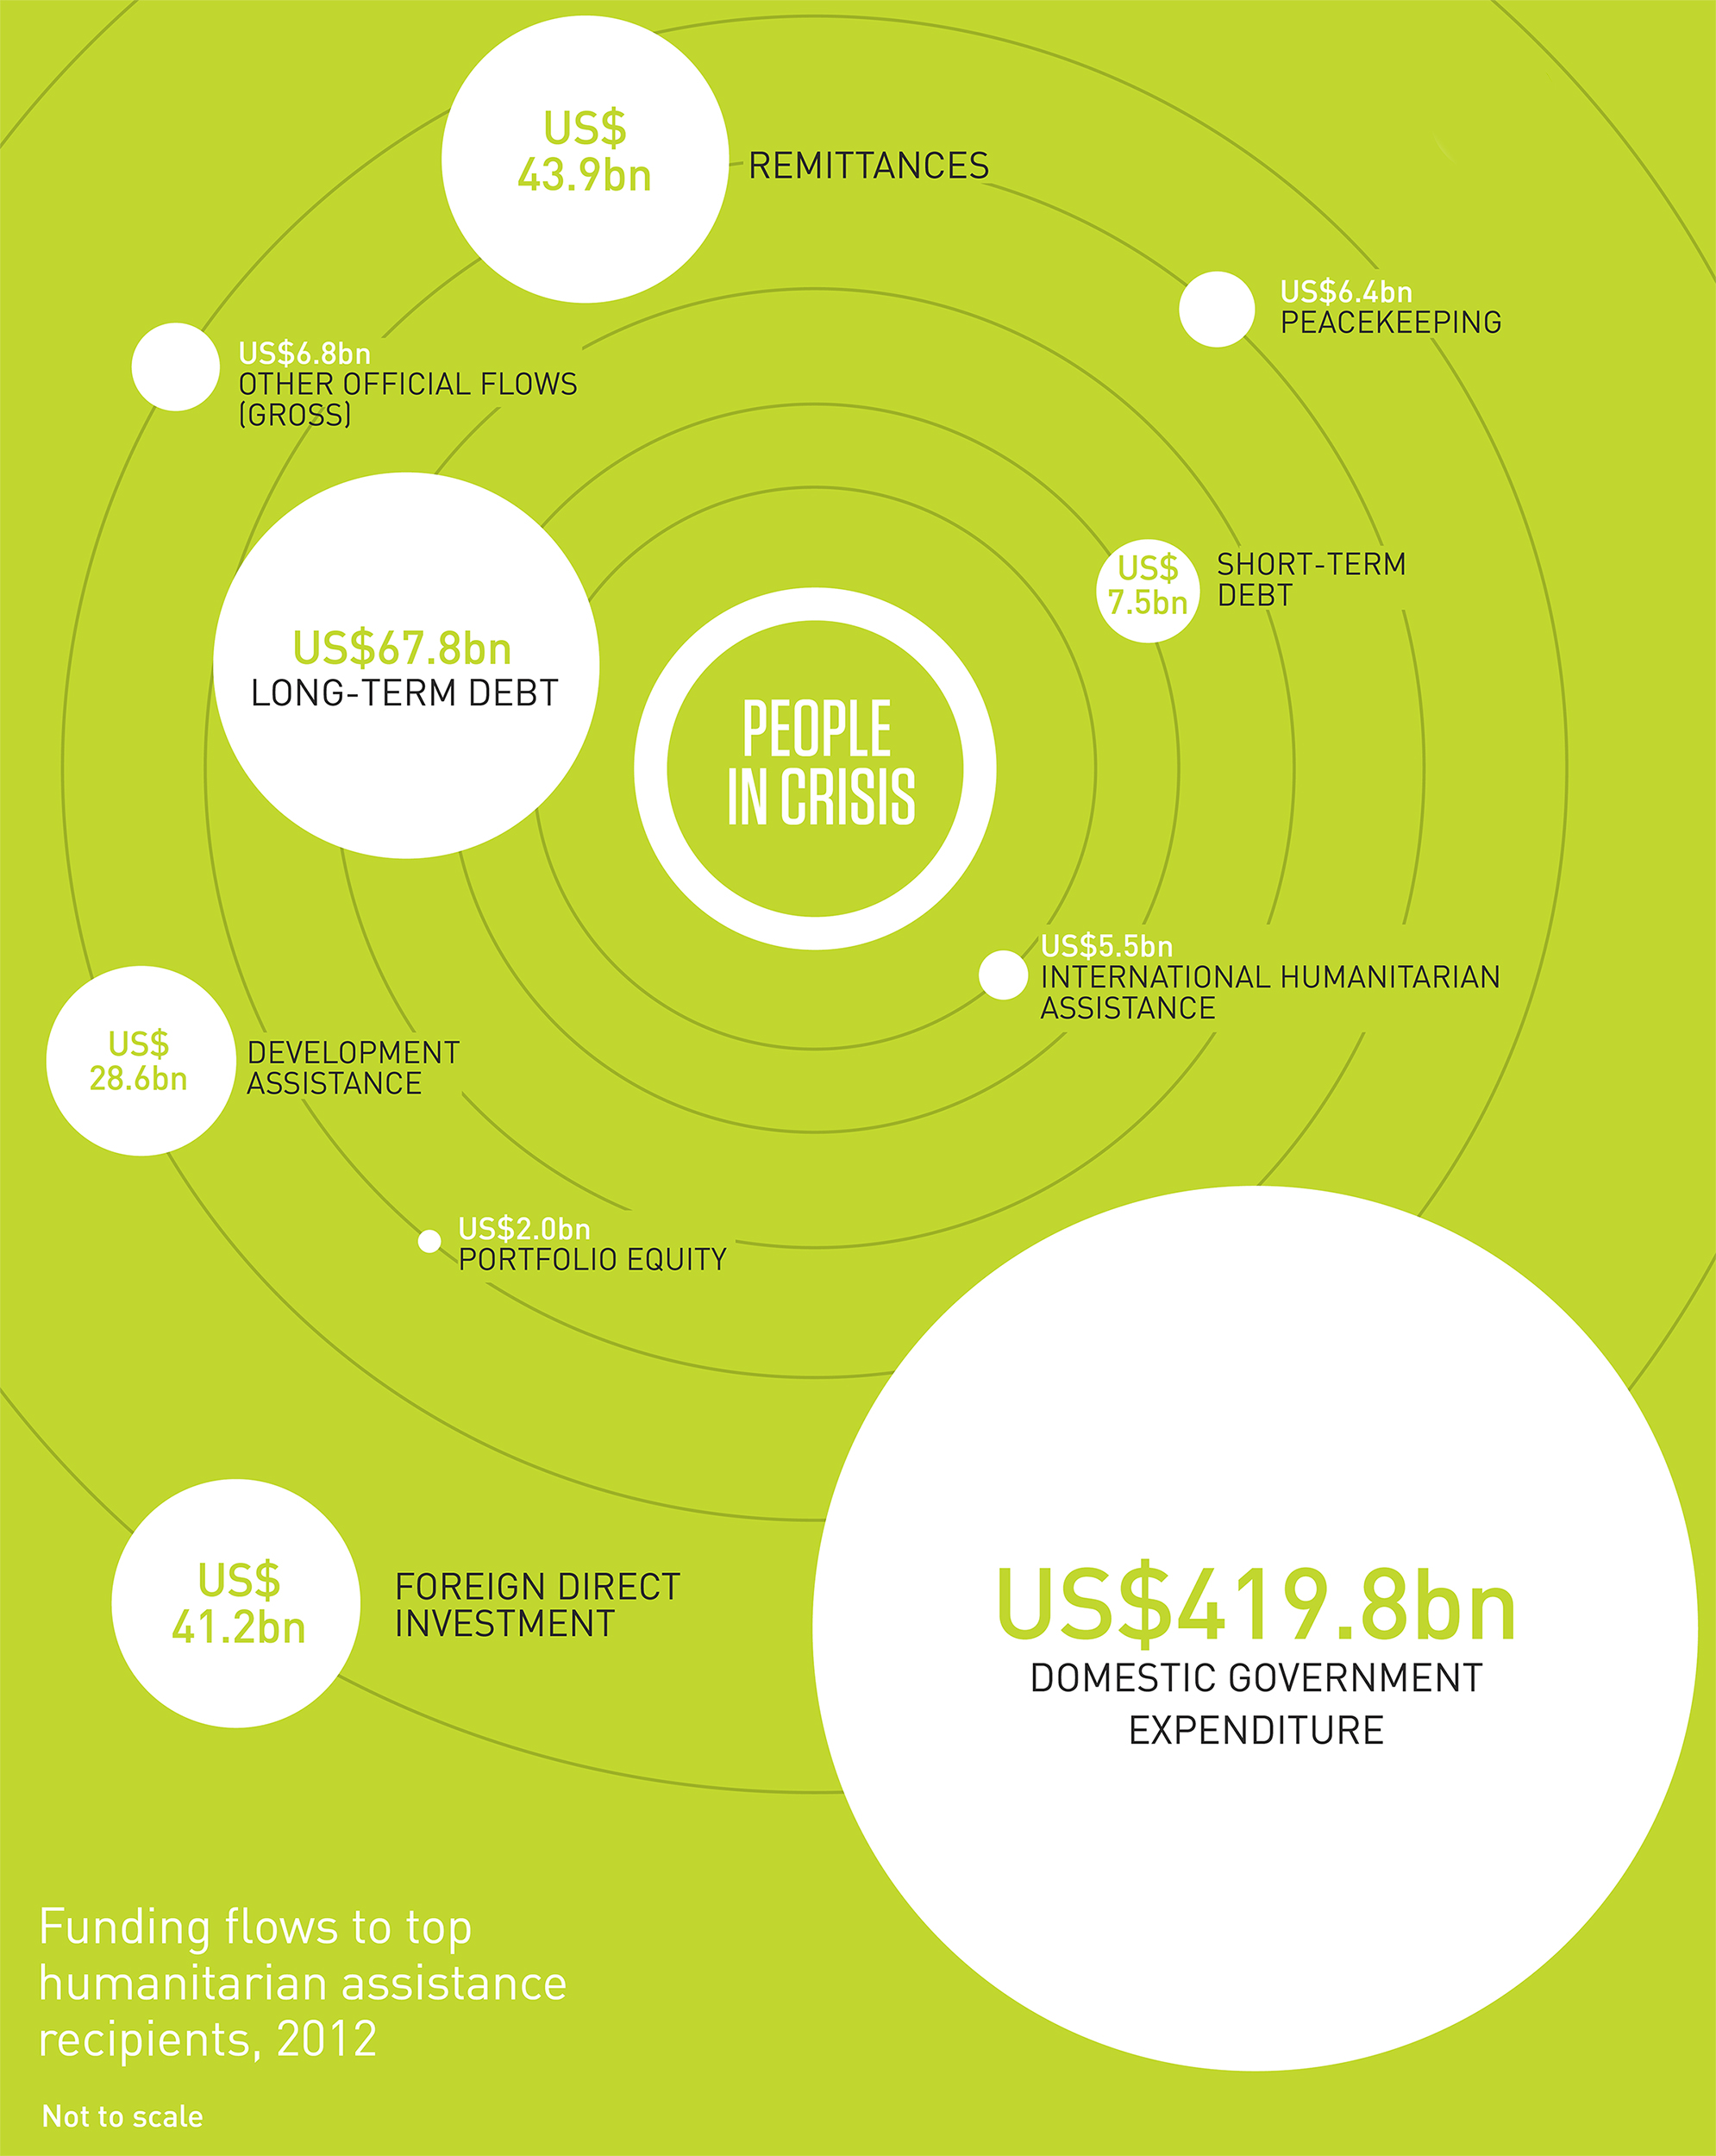 US$
43.9bn
REMITTANCES
US$6.4bn
PEACEKEEPING
US$6.8bn
OTHER OFFICIAL FLOWS
(GROSS)
US$
7.5bn
SHORT-TERM
DEBT
US$67.8bn
LONG-TERM DEBT
PEOPLE
IN CRISIS
US$5.5bn
INTERNATIONAL HUMANITARIAN
ASSISTANCE
US$
28.6bn
DEVELOPMENT
ASSISTANCE
US$2.0bn
PORTFOLIO EQUITY
US$
41.2bn
FOREIGN DIRECT
INVESTMENT
US$419.8bn
DOMESTIC GOVERNMENT
EXPENDITURE
Funding flows to top
humanitarian assistance
recipients, 2012
Not to scale